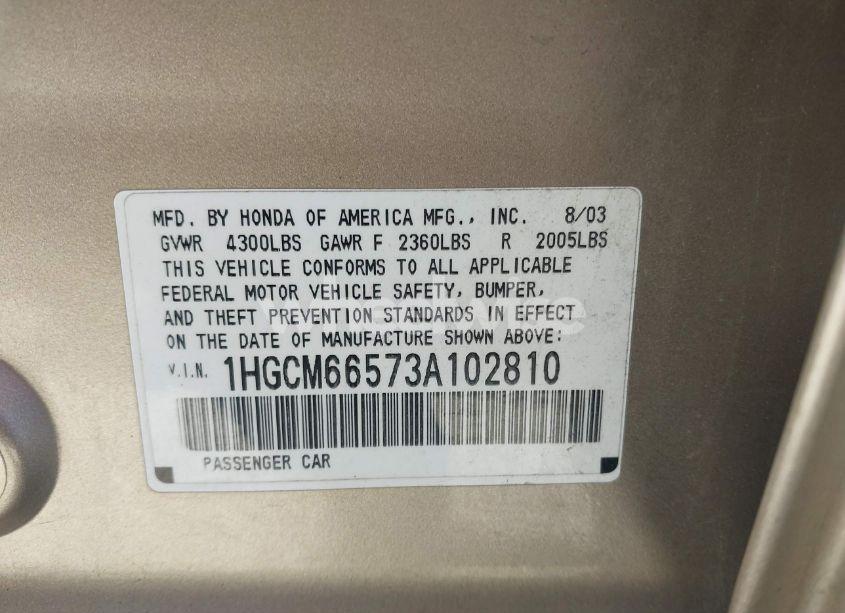 MFD. BY HONDA OF AMERICA MFG., INC. 8/03
GVWR 4300LBS GAWR F 2360LBS R 2005LBS
THIS VEHICLE CONFORMS TO ALL APPLICABLE
FEDERAL MOTOR VEHICLE SAFETY, BUMPER,
AND THEFT PREVENTION STANDARDS IN EFFECT
ON THE DATE OF MANUFACTURE SHOWN ABOVE:
V.I.N. 1HGCM66573A102810
PASSENGER CAR